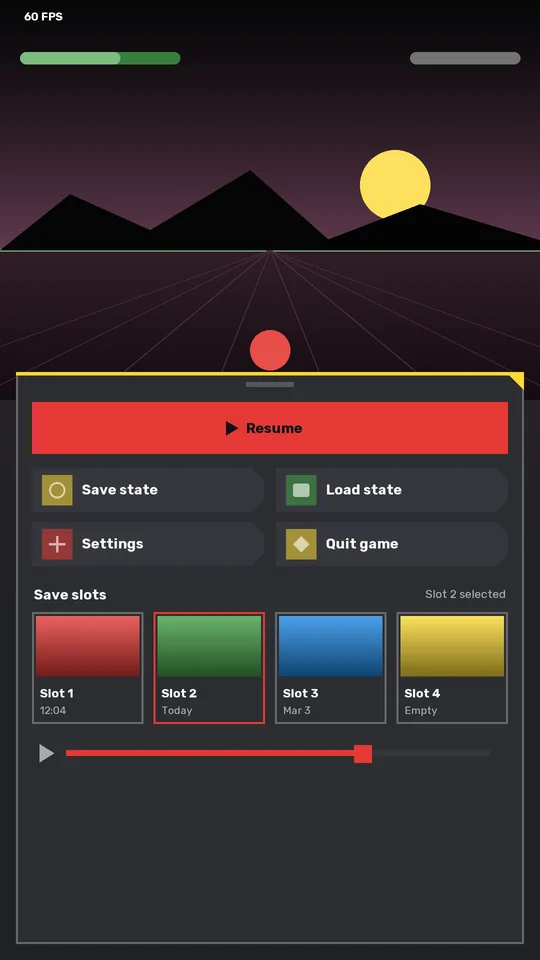 60 FPS
Resume
Save state
Load state
Settings
Quit game
Save slots
Slot 2 selected
Slot 1
12:04
Slot 2
Today
Slot 3
Mar 3
Slot 4
Empty